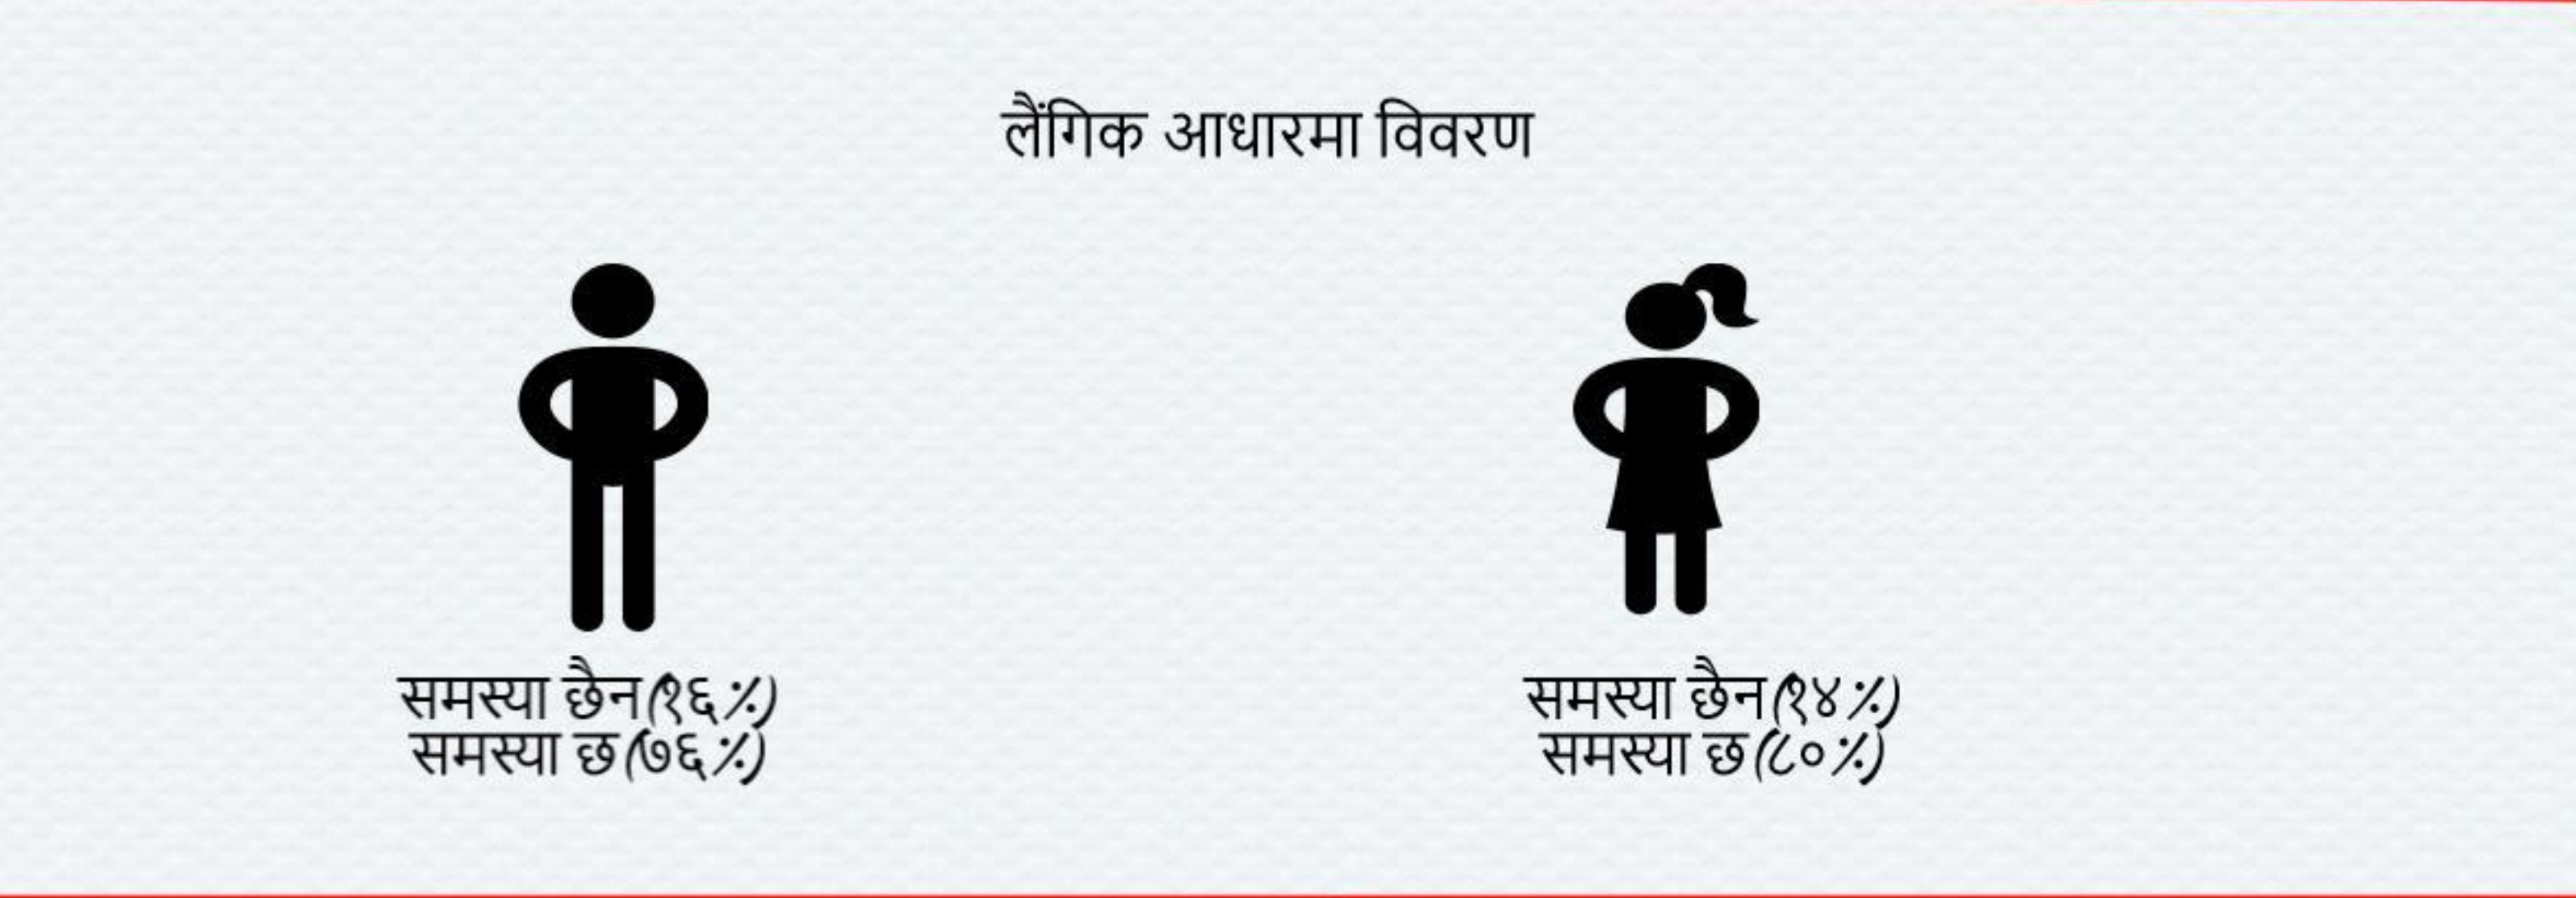 लैंगिक आधारमा विवरण
समस्या छैन(१६%)
समस्या छ(७६%)
समस्या छैन(१४%)
समस्या छ(८०%)